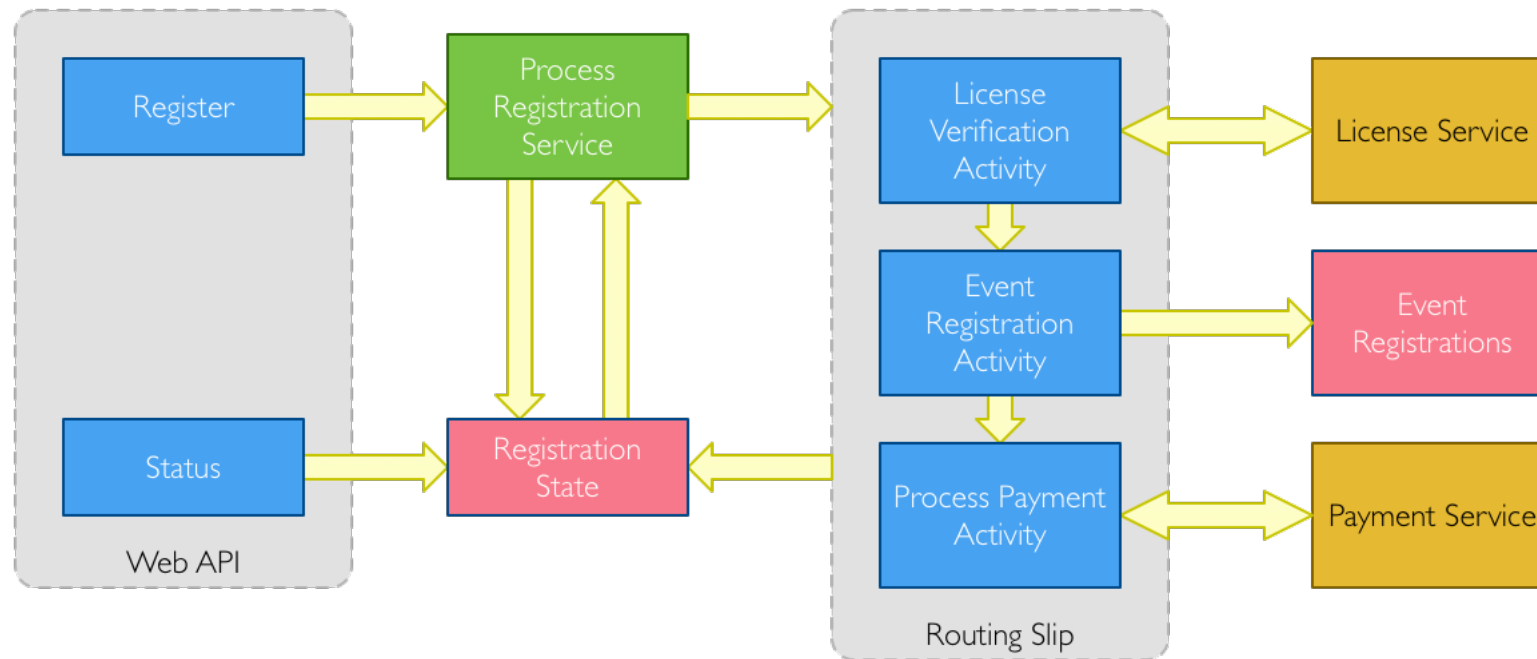 Register
Process
Registration
Service
License
Verification
Activity
License Service
Event
Registration
Activity
Event
Registrations
Status
Registration
State
Process Payment
Activity
Payment Service
Web API
Routing Slip